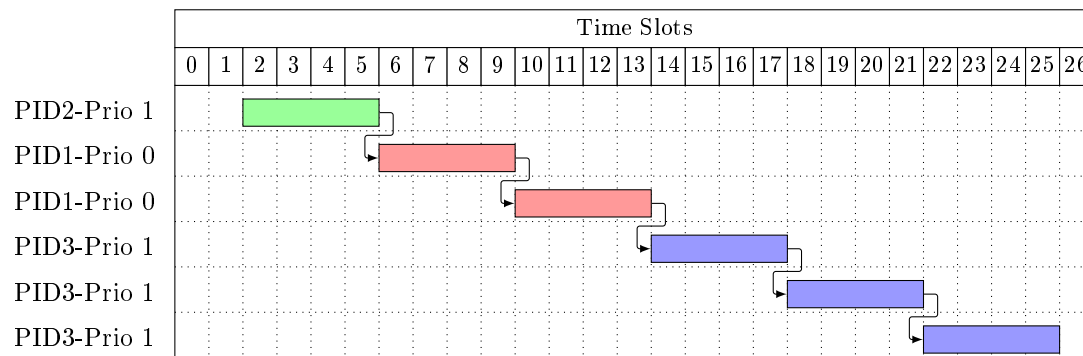 Time Slots
0 1 2 3 4 5 6 7 8 9 10 11 12 13 14 15 16 17 18 19 20 21 22 23 24 25 26
PID2-Prio 1
PID1-Prio 0
PID1-Prio 0
PID3-Prio 1
PID3-Prio 1
PID3-Prio 1